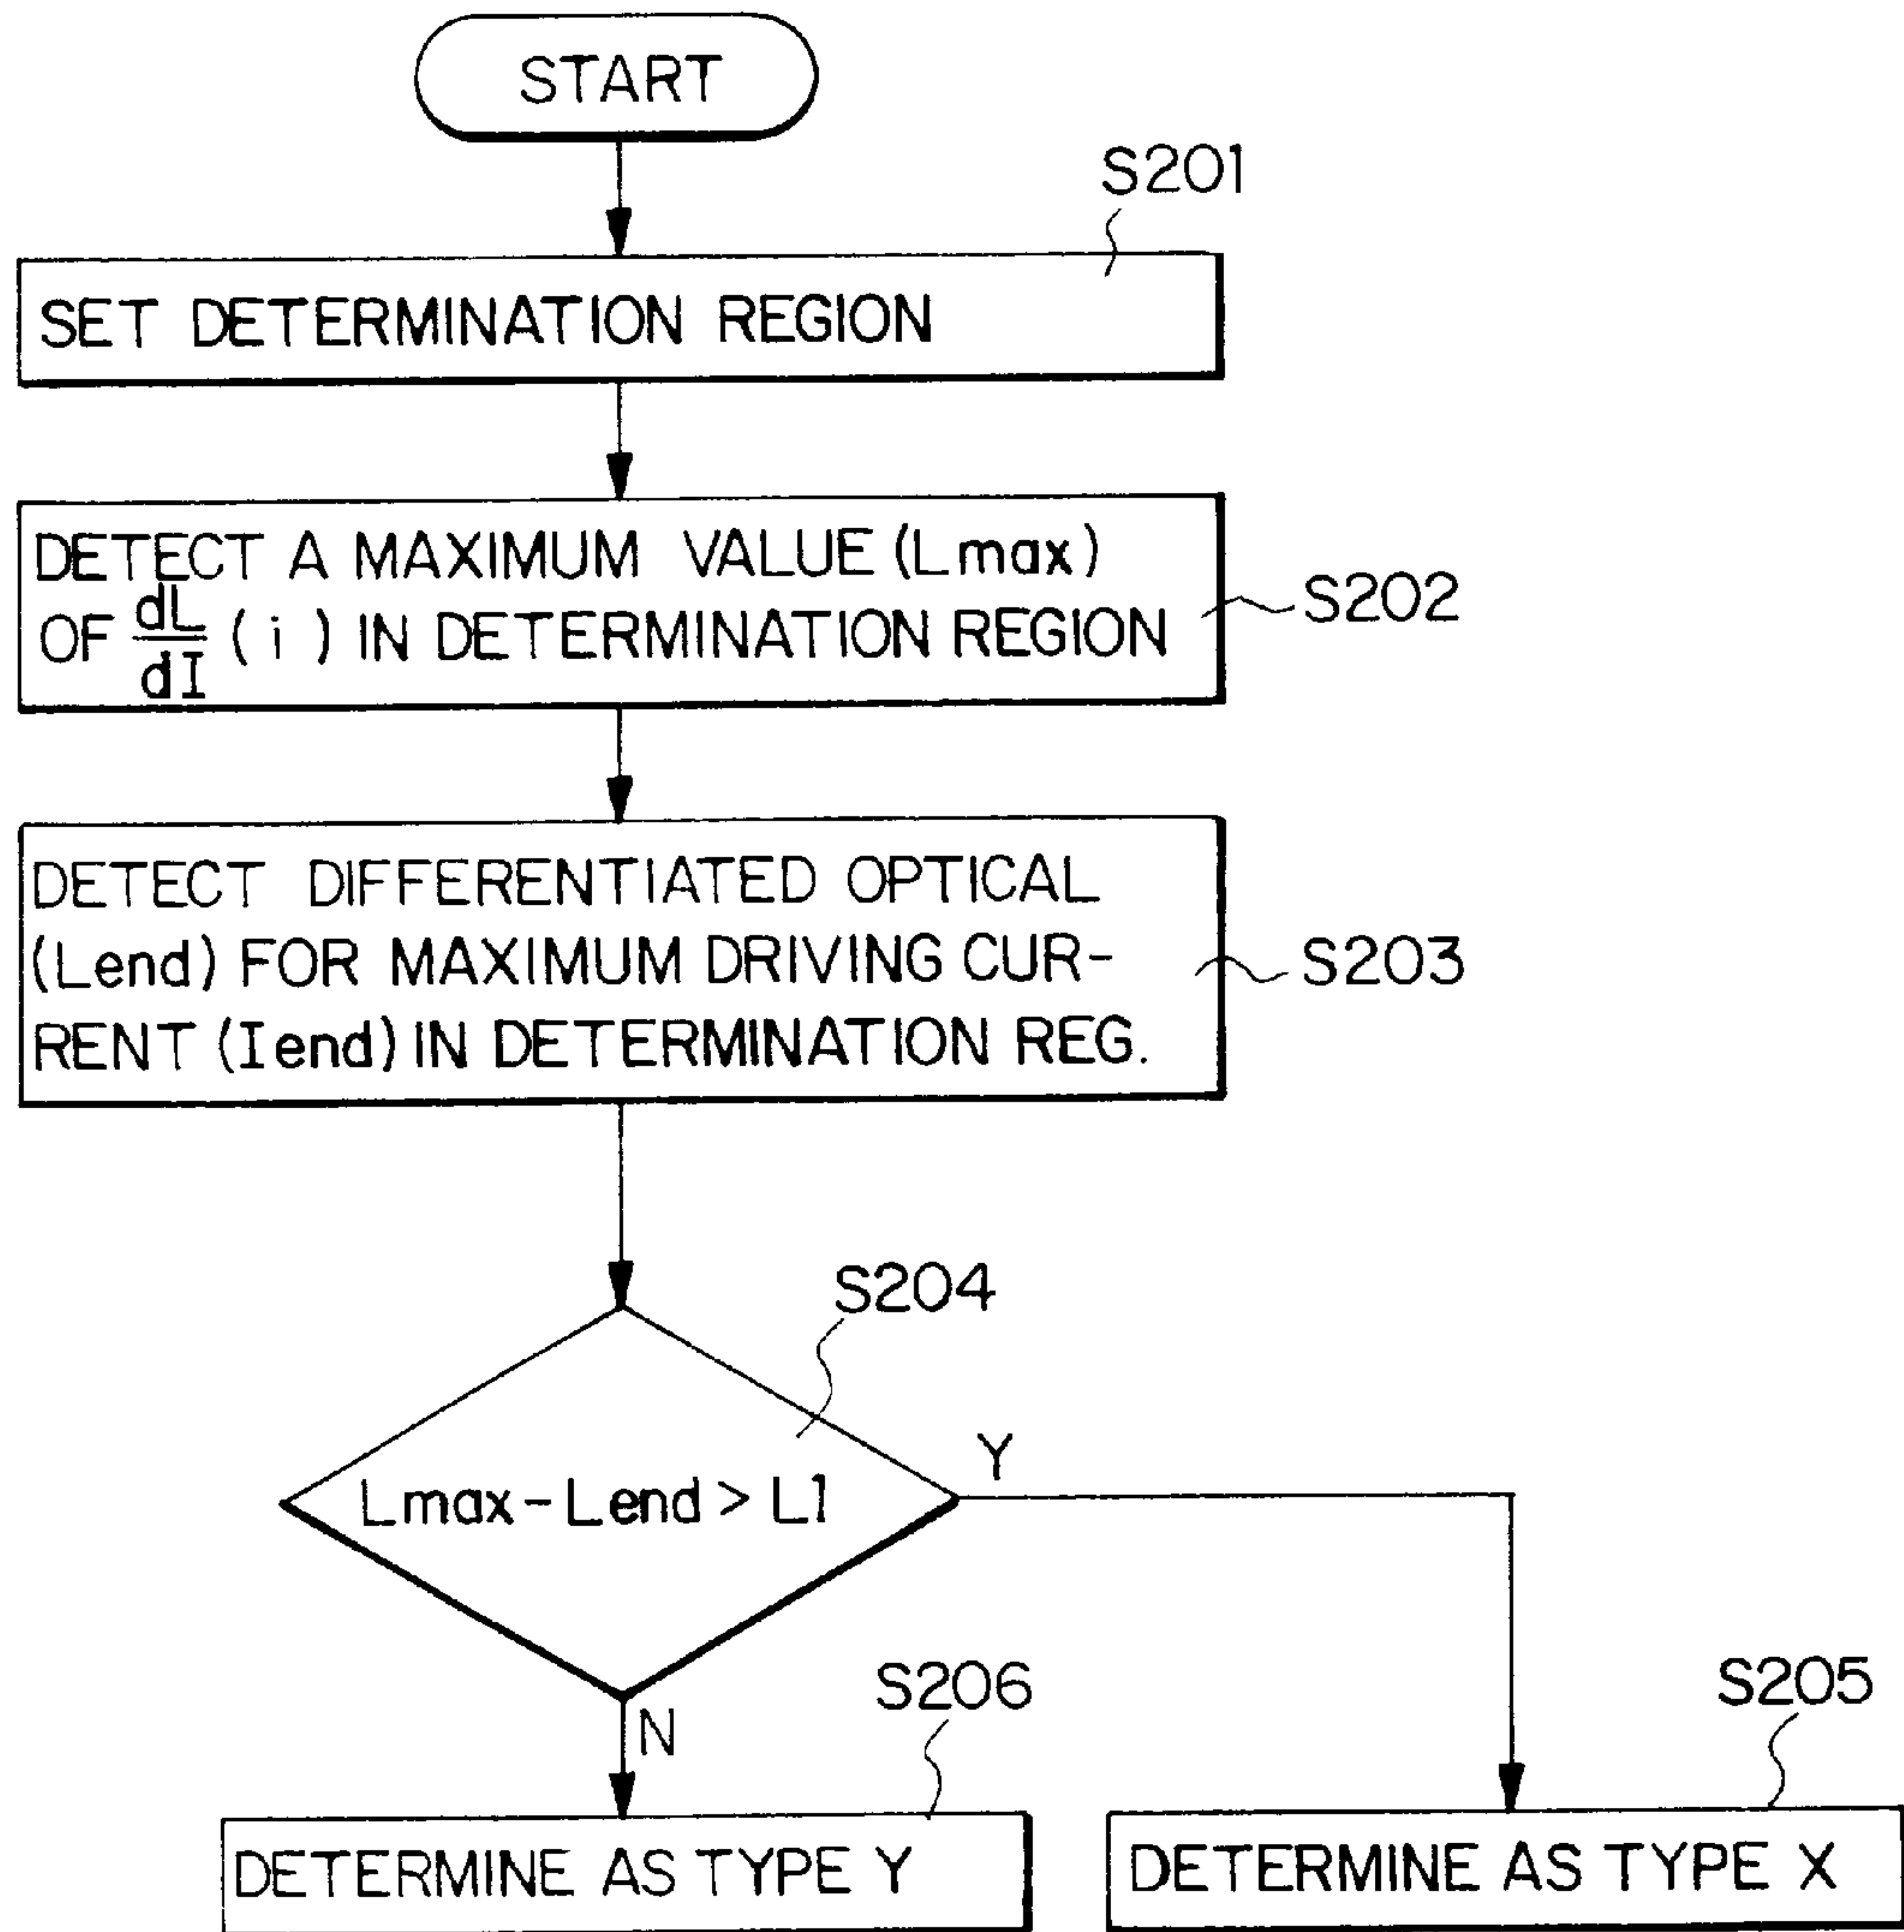 START
S201
SET DETERMINATION REGION
DETECT A MAXIMUM VALUE (Lmax)
OF dL/dI (i) IN DETERMINATION REGION
S202
DETECT DIFFERENTIATED OPTICAL
(Lend) FOR MAXIMUM DRIVING CUR-
RENT (Iend) IN DETERMINATION REG.
S203
S204
Lmax-Lend > L1
Y
N
S206
S205
DETERMINE AS TYPE Y
DETERMINE AS TYPE X